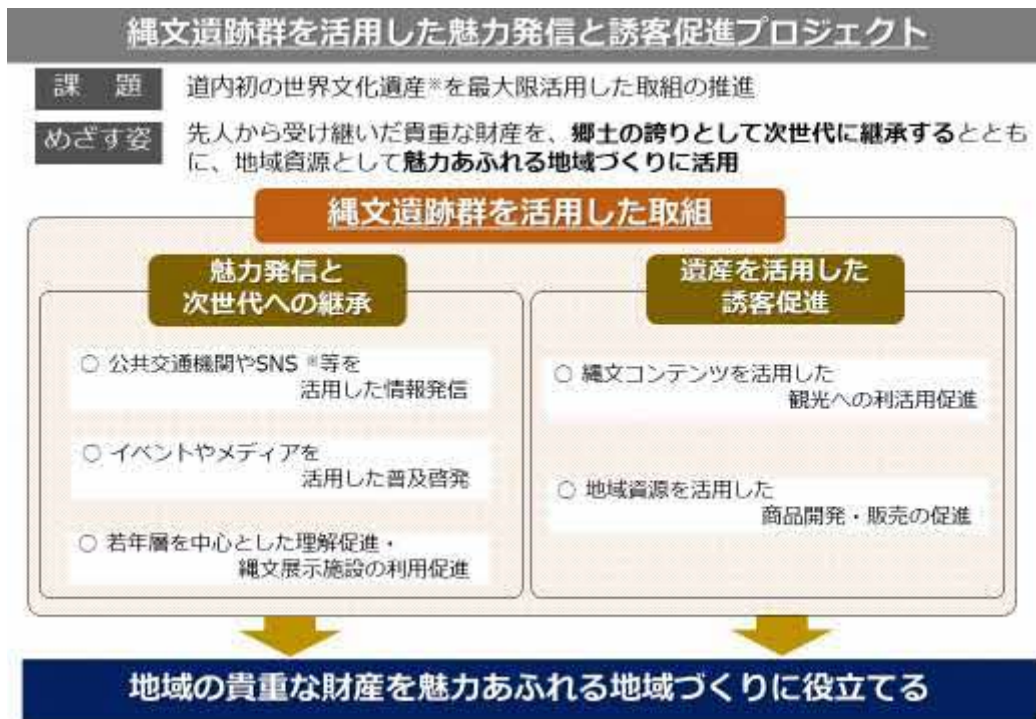 縄文遺跡群を活用した魅力発信と誘客促進プロジェクト
課　題
道内初の世界文化遺産※を最大限活用した取組の推進
めざす姿
先人から受け継いだ貴重な財産を、郷土の誇りとして次世代に継承するととも
に、地域資源として魅力あふれる地域づくりに活用
縄文遺跡群を活用した取組
魅力発信と
次世代への継承
○ 公共交通機関やSNS ※等を
活用した情報発信
○ イベントやメディアを
活用した普及啓発
○ 若年層を中心とした理解促進・
縄文展示施設の利用促進
遺産を活用した
誘客促進
○ 縄文コンテンツを活用した
観光への利活用促進
○ 地域資源を活用した
商品開発・販売の促進
地域の貴重な財産を魅力あふれる地域づくりに役立てる